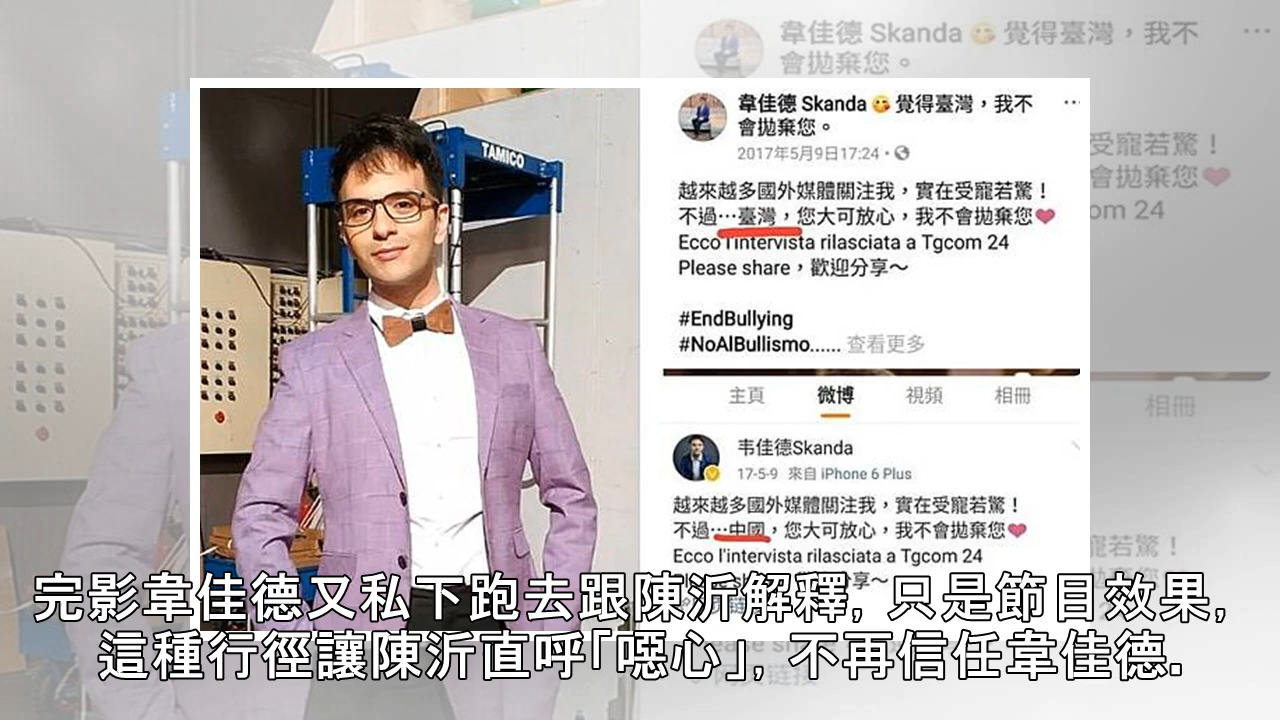 TAMICO
韋佳德 Skanda 😘 覺得臺灣，我不
會拋棄您。
2017年5月9日17:24
越來越多國外媒體關注我，實在受寵若驚！
不過…臺灣，您大可放心，我不會拋棄您❤
Ecco l'intervista rilasciata a Tgcom 24
Please share，歡迎分享～
#EndBullying
#NoAlBullismo...... 查看更多
主頁 微博 視頻 相冊
韦佳德Skanda
17-5-9 來自 iPhone 6 Plus
越來越多國外媒體關注我，實在受寵若驚！
不過…中國，您大可放心，我不會拋棄您❤
Ecco l'intervista rilasciata a Tgcom 24
完影韋佳德又私下跑去跟陳沂解釋, 只是節目效果,
這種行徑讓陳沂直呼「噁心」, 不再信任韋佳德.